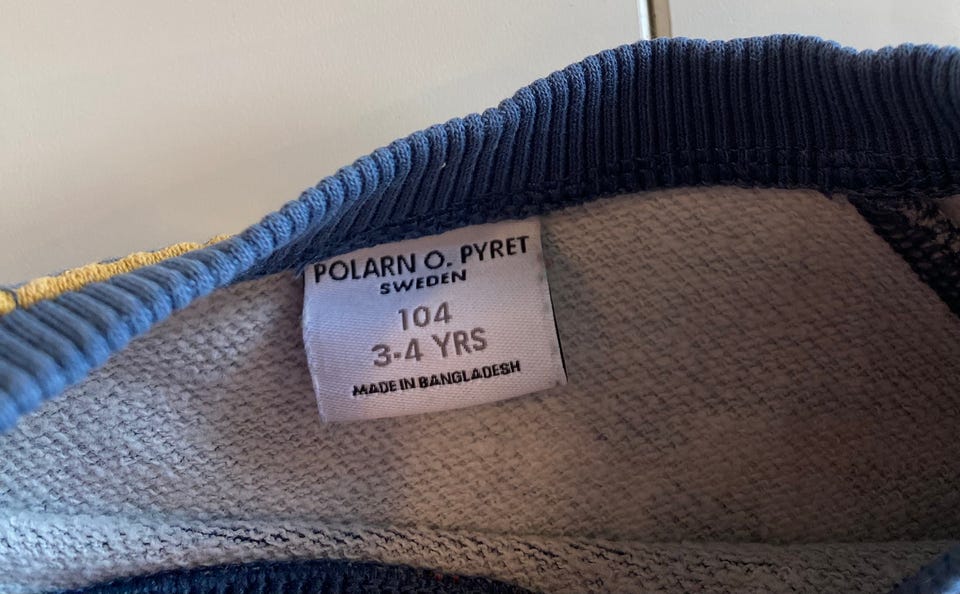 POLARN O. PYRET
SWEDEN
104
3-4 YRS
MADE IN BANGLADESH